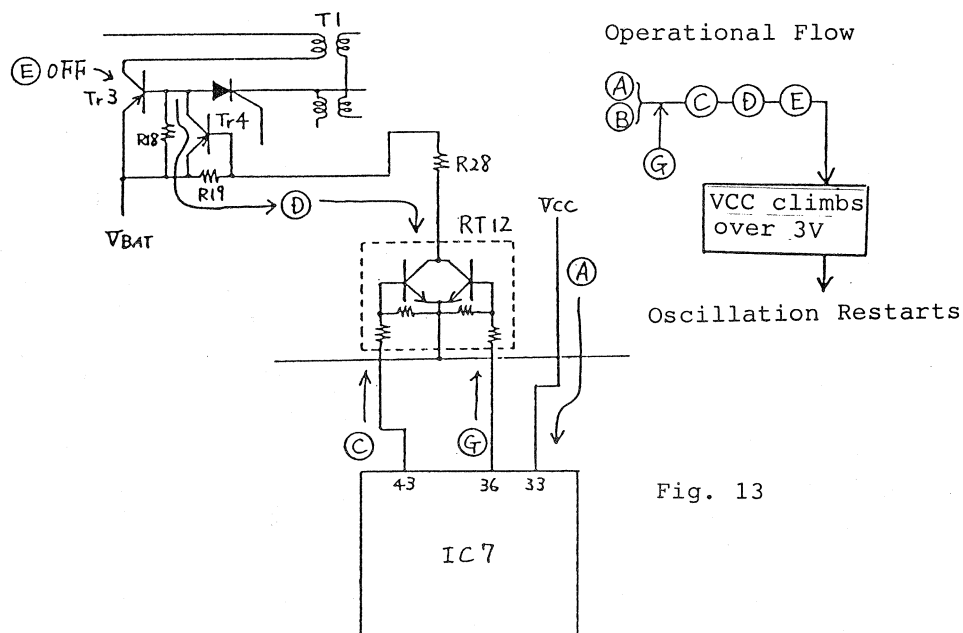 T1
Operational Flow
E OFF
Tr3
Tr4
R18
R19
R28
D
VBAT
RT12
VCC
A
A
B
C D E
G
VCC climbs
over 3V
Oscillation Restarts
C
G
43 36 33
Fig. 13
IC7